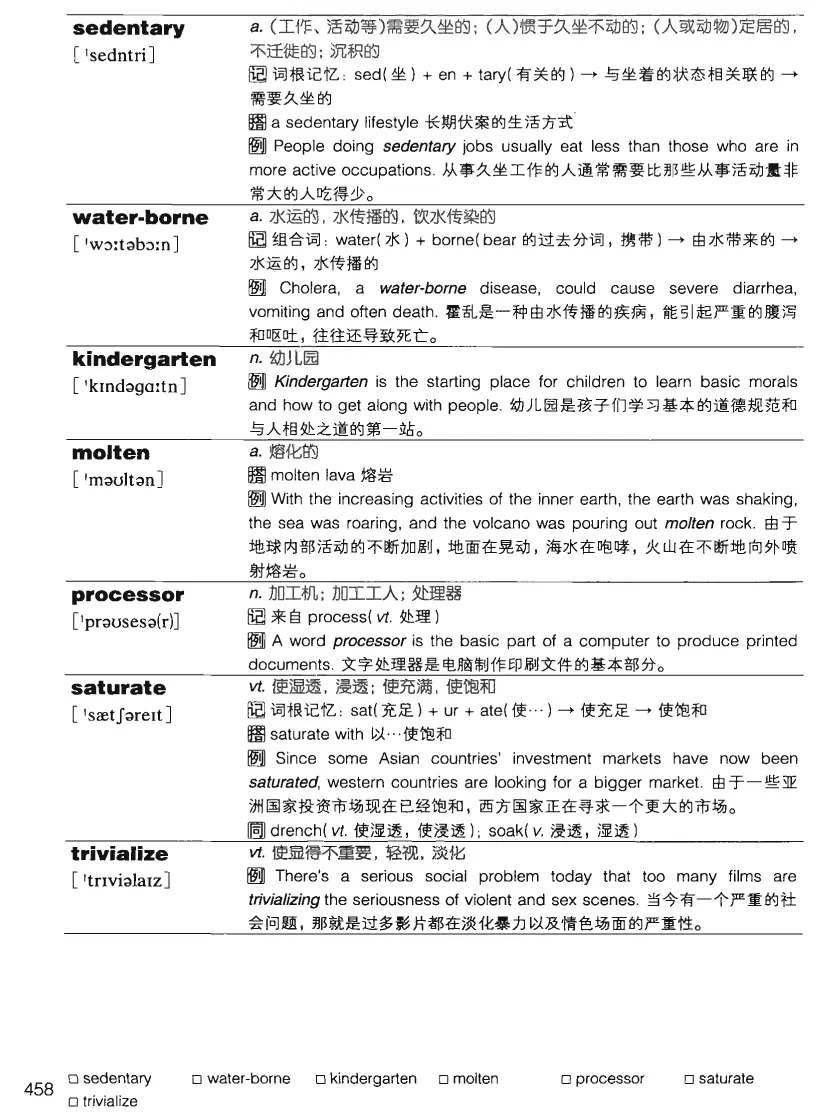 sedentary a. (工作、活动等)需要久坐的; (人)惯于久坐不动的; (人或动物)定居的,
[ ˈsedntri ] 不迁徙的; 沉积的
[记] 词根记忆: sed(坐) + en + tary(有关的) → 与坐着的状态相关联的 →
需要久坐的
[搭] a sedentary lifestyle 长期伏案的生活方式
[例] People doing sedentary jobs usually eat less than those who are in
more active occupations. 从事久坐工作的人通常需要比那些从事活动量非
常大的人吃得少。
water-borne a. 水运的, 水传播的, 饮水传染的
[ ˈwɔːtəbɔːn ] [记] 组合词: water(水) + borne(bear 的过去分词, 携带) → 由水带来的 →
水运的, 水传播的
[例] Cholera, a water-borne disease, could cause severe diarrhea,
vomiting and often death. 霍乱是一种由水传播的疾病, 能引起严重的腹泻
和呕吐, 往往还导致死亡。
kindergarten n. 幼儿园
[ ˈkɪndəgɑːtn ] [例] Kindergarten is the starting place for children to learn basic morals
and how to get along with people. 幼儿园是孩子们学习基本的道德规范和
与人相处之道的第一站。
molten a. 熔化的
[ ˈməʊltən ] [搭] molten lava 熔岩
[例] With the increasing activities of the inner earth, the earth was shaking,
the sea was roaring, and the volcano was pouring out molten rock. 由于
地球内部活动的不断加剧, 地面在晃动, 海水在咆哮, 火山在不断地向外喷
射熔岩。
processor n. 加工机; 加工工人; 处理器
[ˈprəʊsesə(r)] [记] 来自 process(vt. 处理)
[例] A word processor is the basic part of a computer to produce printed
documents. 文字处理器是电脑制作印刷文件的基本部分。
saturate vt. 使湿透, 浸透; 使充满, 使饱和
[ ˈsætʃəreɪt ] [记] 词根记忆: sat(充足) + ur + ate(使…) → 使充足 → 使饱和
[搭] saturate with 以…使饱和
[例] Since some Asian countries' investment markets have now been
saturated, western countries are looking for a bigger market. 由于一些亚
洲国家投资市场现在已经饱和, 西方国家正在寻求一个更大的市场。
[同] drench(vt. 使湿透, 使浸透); soak(v. 浸透, 湿透)
trivialize vt. 使显得不重要, 轻视, 淡化
[ ˈtrɪviəlaɪz ] [例] There's a serious social problem today that too many films are
trivializing the seriousness of violent and sex scenes. 当今有一个严重的社
会问题, 那就是过多影片都在淡化暴力以及情色场面的严重性。
458 □ sedentary □ water-borne □ kindergarten □ molten □ processor □ saturate
□ trivialize